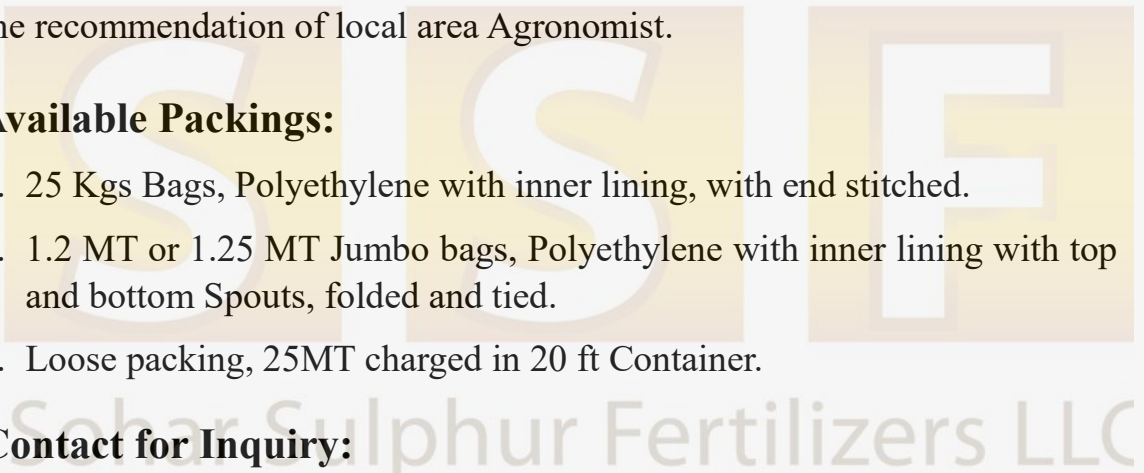 he recommendation of local area Agronomist.
Available Packings:
. 25 Kgs Bags, Polyethylene with inner lining, with end stitched.
. 1.2 MT or 1.25 MT Jumbo bags, Polyethylene with inner lining with top
and bottom Spouts, folded and tied.
. Loose packing, 25MT charged in 20 ft Container.
SSF
Sohar Sulphur Fertilizers LLC
Contact for Inquiry: